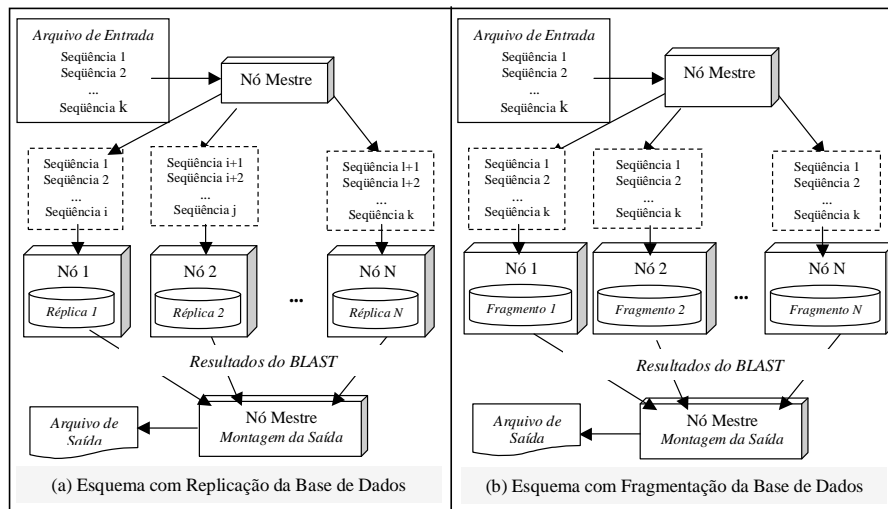 Arquivo de Entrada
Seqüência 1
Seqüência 2
...
Seqüência k
Nó Mestre
Seqüência 1
Seqüência 2
...
Seqüência i
Seqüência i+1
Seqüência i+2
...
Seqüência j
Seqüência l+1
Seqüência l+2
...
Seqüência k
Nó 1
Réplica 1
Nó 2
Réplica 2
...
Nó N
Réplica N
Resultados do BLAST
Nó Mestre
Montagem da Saída
Arquivo de
Saída
(a) Esquema com Replicação da Base de Dados
Arquivo de Entrada
Seqüência 1
Seqüência 2
...
Seqüência k
Nó Mestre
Seqüência 1
Seqüência 2
...
Seqüência k
Seqüência 1
Seqüência 2
...
Seqüência k
Seqüência 1
Seqüência 2
...
Seqüência k
Nó 1
Fragmento 1
Nó 2
Fragmento 2
...
Nó N
Fragmento N
Resultados do BLAST
Nó Mestre
Montagem da Saída
Arquivo de
Saída
(b) Esquema com Fragmentação da Base de Dados